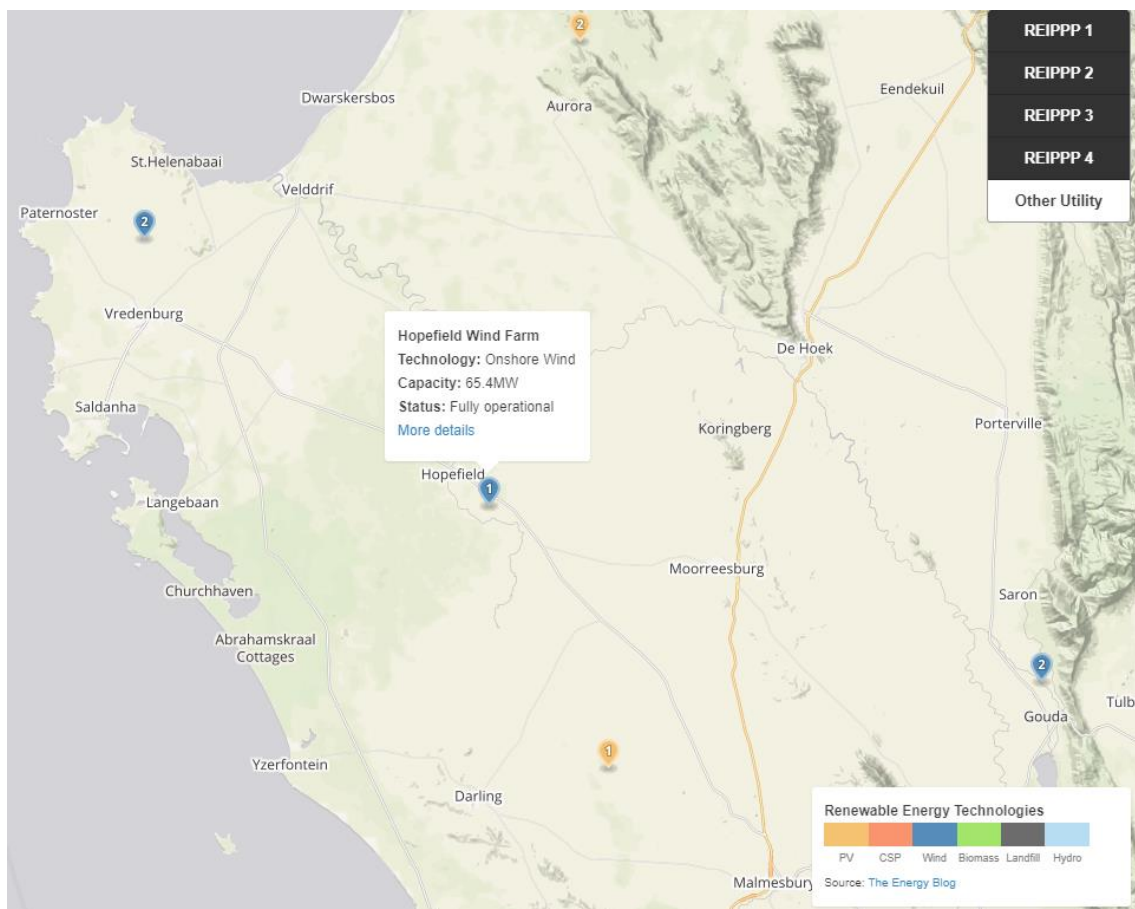 2
REIPPP 1
REIPPP 2
REIPPP 3
REIPPP 4
Other Utility
Eendekuil
Dwarskersbos
Aurora
St.Helenabaai
Velddrif
Paternoster
2
Vredenburg
Hopefield Wind Farm
Technology: Onshore Wind
Capacity: 65.4MW
Status: Fully operational
More details
De Hoek
Saldanha
Koringberg
Porterville
Hopefield
1
Langebaan
Moorreesburg
Churchhaven
Saron
Abrahamskraal
Cottages
2
Tulb
Gouda
1
Yzerfontein
Darling
Malmesbury
Renewable Energy Technologies
PV CSP Wind Biomass Landfill Hydro
Source: The Energy Blog